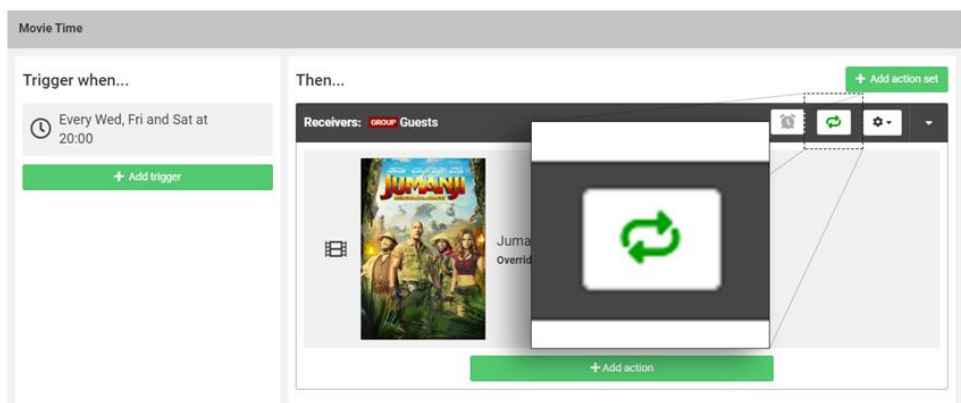 Movie Time
Trigger when...
Every Wed, Fri and Sat at
20:00
+ Add trigger
Then...
+ Add action set
Receivers: GROUP Guests
JUMANJI
Juma
Overrid
+ Add action